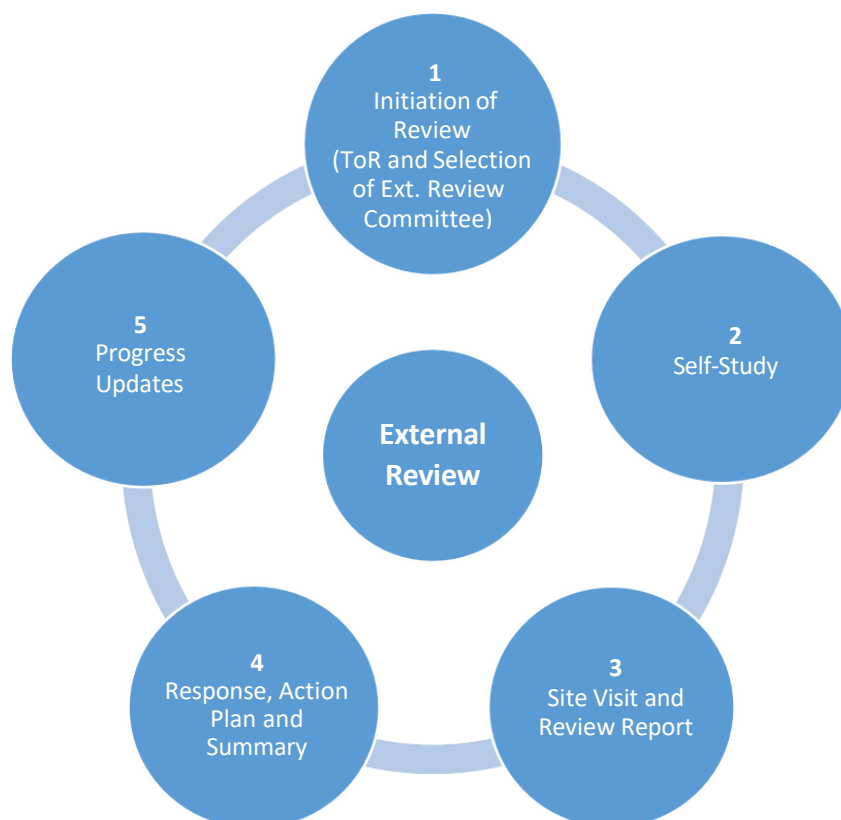 1
Initiation of
Review
(ToR and Selection
of Ext. Review
Committee)
2
Self-Study
3
Site Visit and
Review Report
4
Response, Action
Plan and
Summary
5
Progress
Updates
External
Review